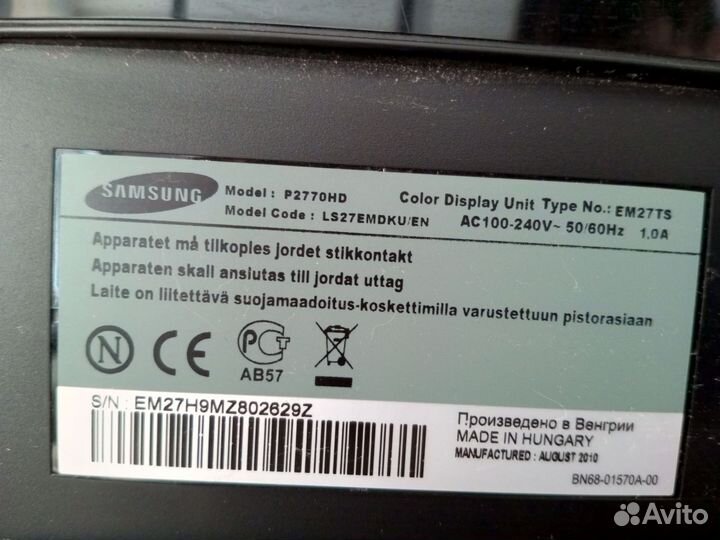 SAMSUNG
Model : P2770HD Color Display Unit Type No.: EM27TS
Model Code : LS27EMDKU/EN AC100-240V~ 50/60Hz 1.0A
Apparatet må tilkoples jordet stikkontakt
Apparaten skall anslutas till jordat uttag
Laite on liitettävä suojamaadoitus-koskettimilla varustettuun pistorasiaan
N CE
АВ57
S/N : EM27H9MZ802629Z
Произведено в Венгрии
MADE IN HUNGARY
MANUFACTURED : AUGUST 2010
BN68-01570A-00
Avito